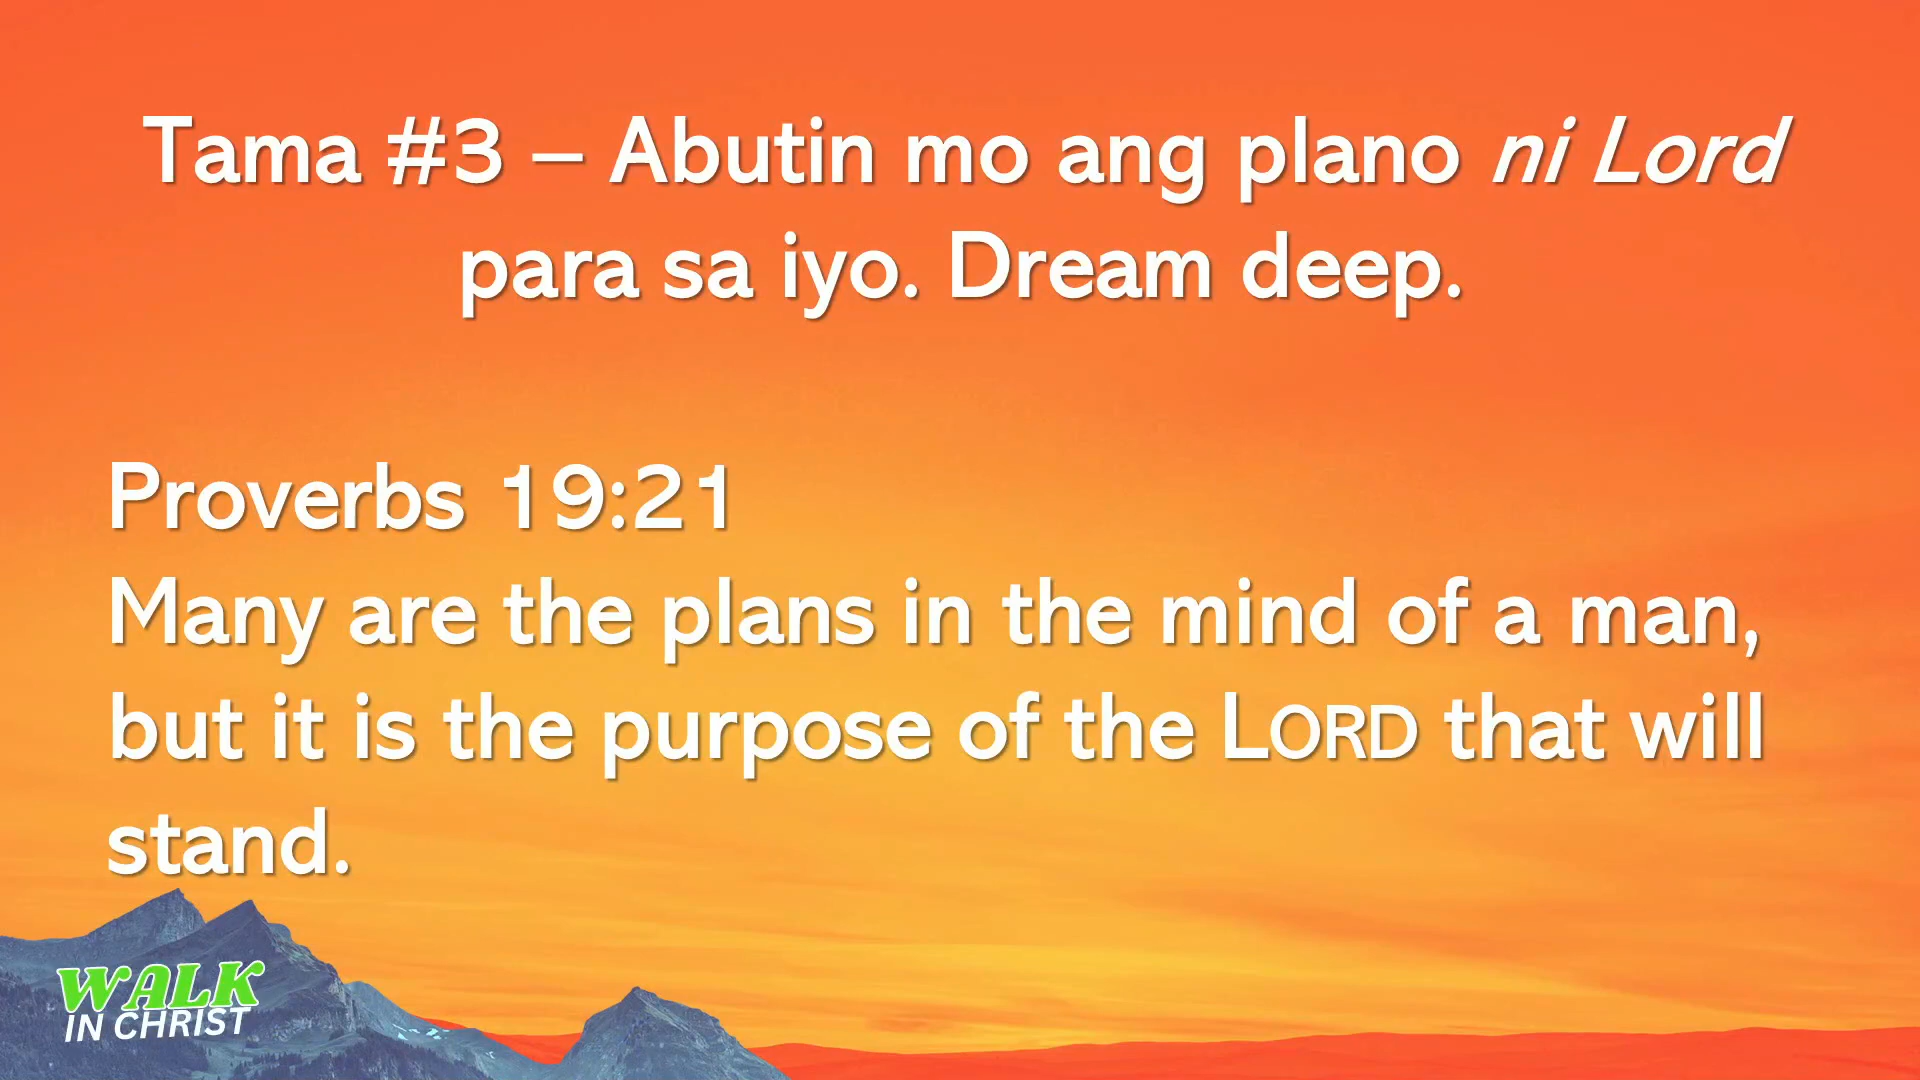 Tama #3 – Abutin mo ang plano ni Lord
para sa iyo. Dream deep.
Proverbs 19:21
Many are the plans in the mind of a man,
but it is the purpose of the LORD that will
stand.
WALK
IN CHRIST